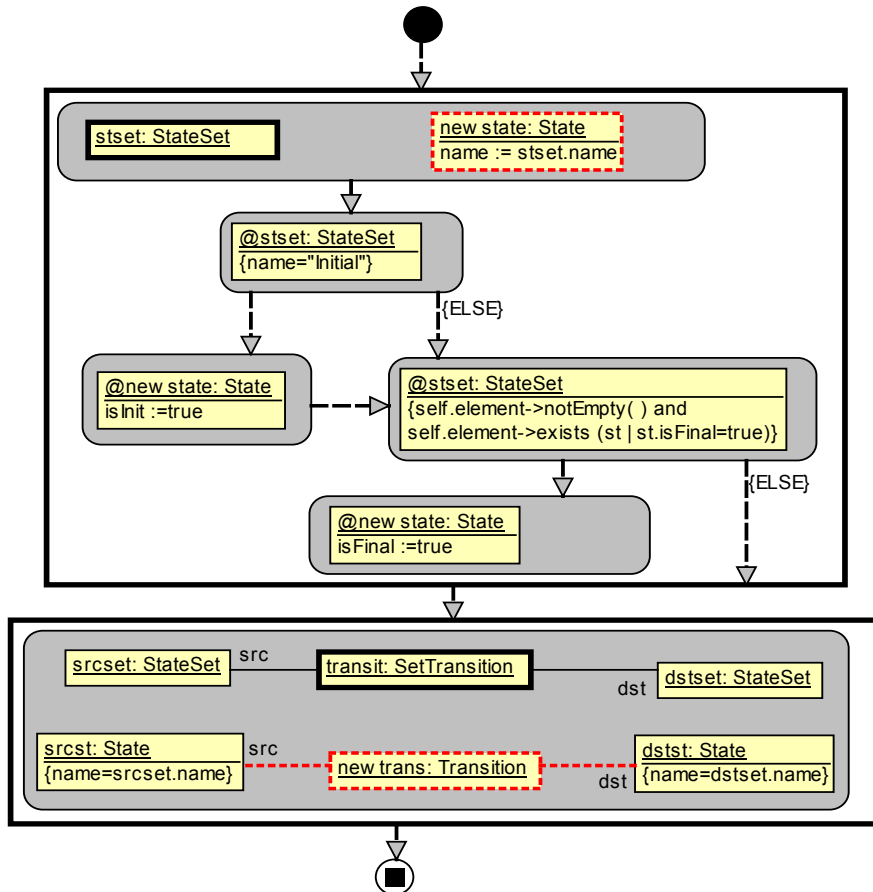 stset: StateSet
new state: State
name := stset.name
@stset: StateSet
{name="Initial"}
{ELSE}
@new state: State
isInit :=true
@stset: StateSet
{self.element->notEmpty( ) and
self.element->exists (st | st.isFinal=true)}
{ELSE}
@new state: State
isFinal :=true
srcset: StateSet
src
transit: SetTransition
dst
dstset: StateSet
srcst: State
{name=srcset.name}
src
new trans: Transition
dst
dstst: State
{name=dstset.name}